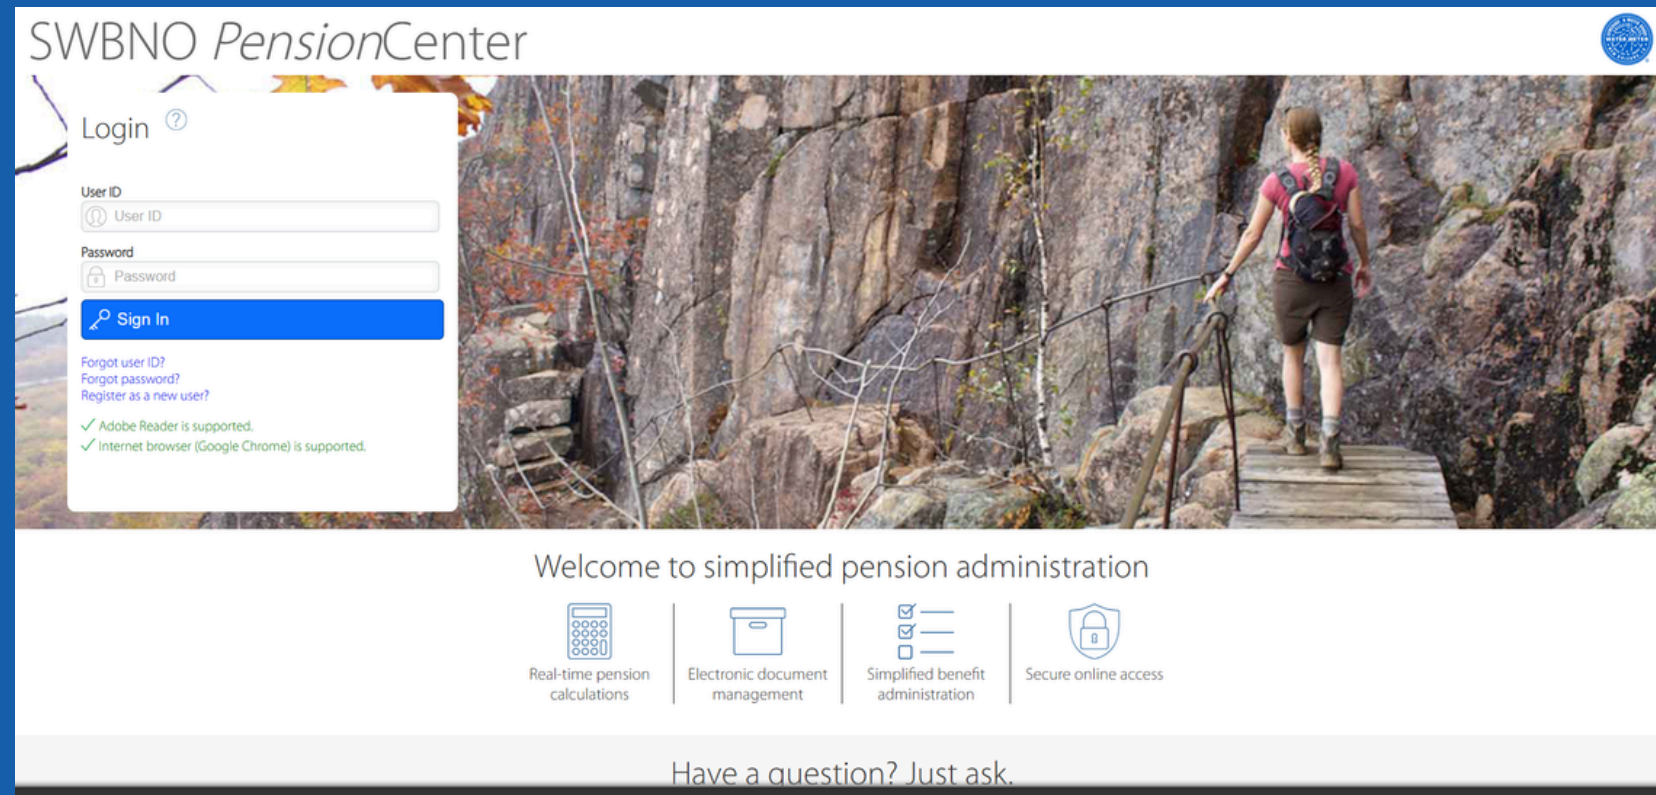 SWBNO PensionCenter
WATER METER
Login ?
User ID
User ID
Password
Password
Sign In
Forgot user ID?
Forgot password?
Register as a new user?
Adobe Reader is supported.
Internet browser (Google Chrome) is supported.
Welcome to simplified pension administration
Real-time pension
calculations
Electronic document
management
Simplified benefit
administration
Secure online access
Have a question? Just ask.